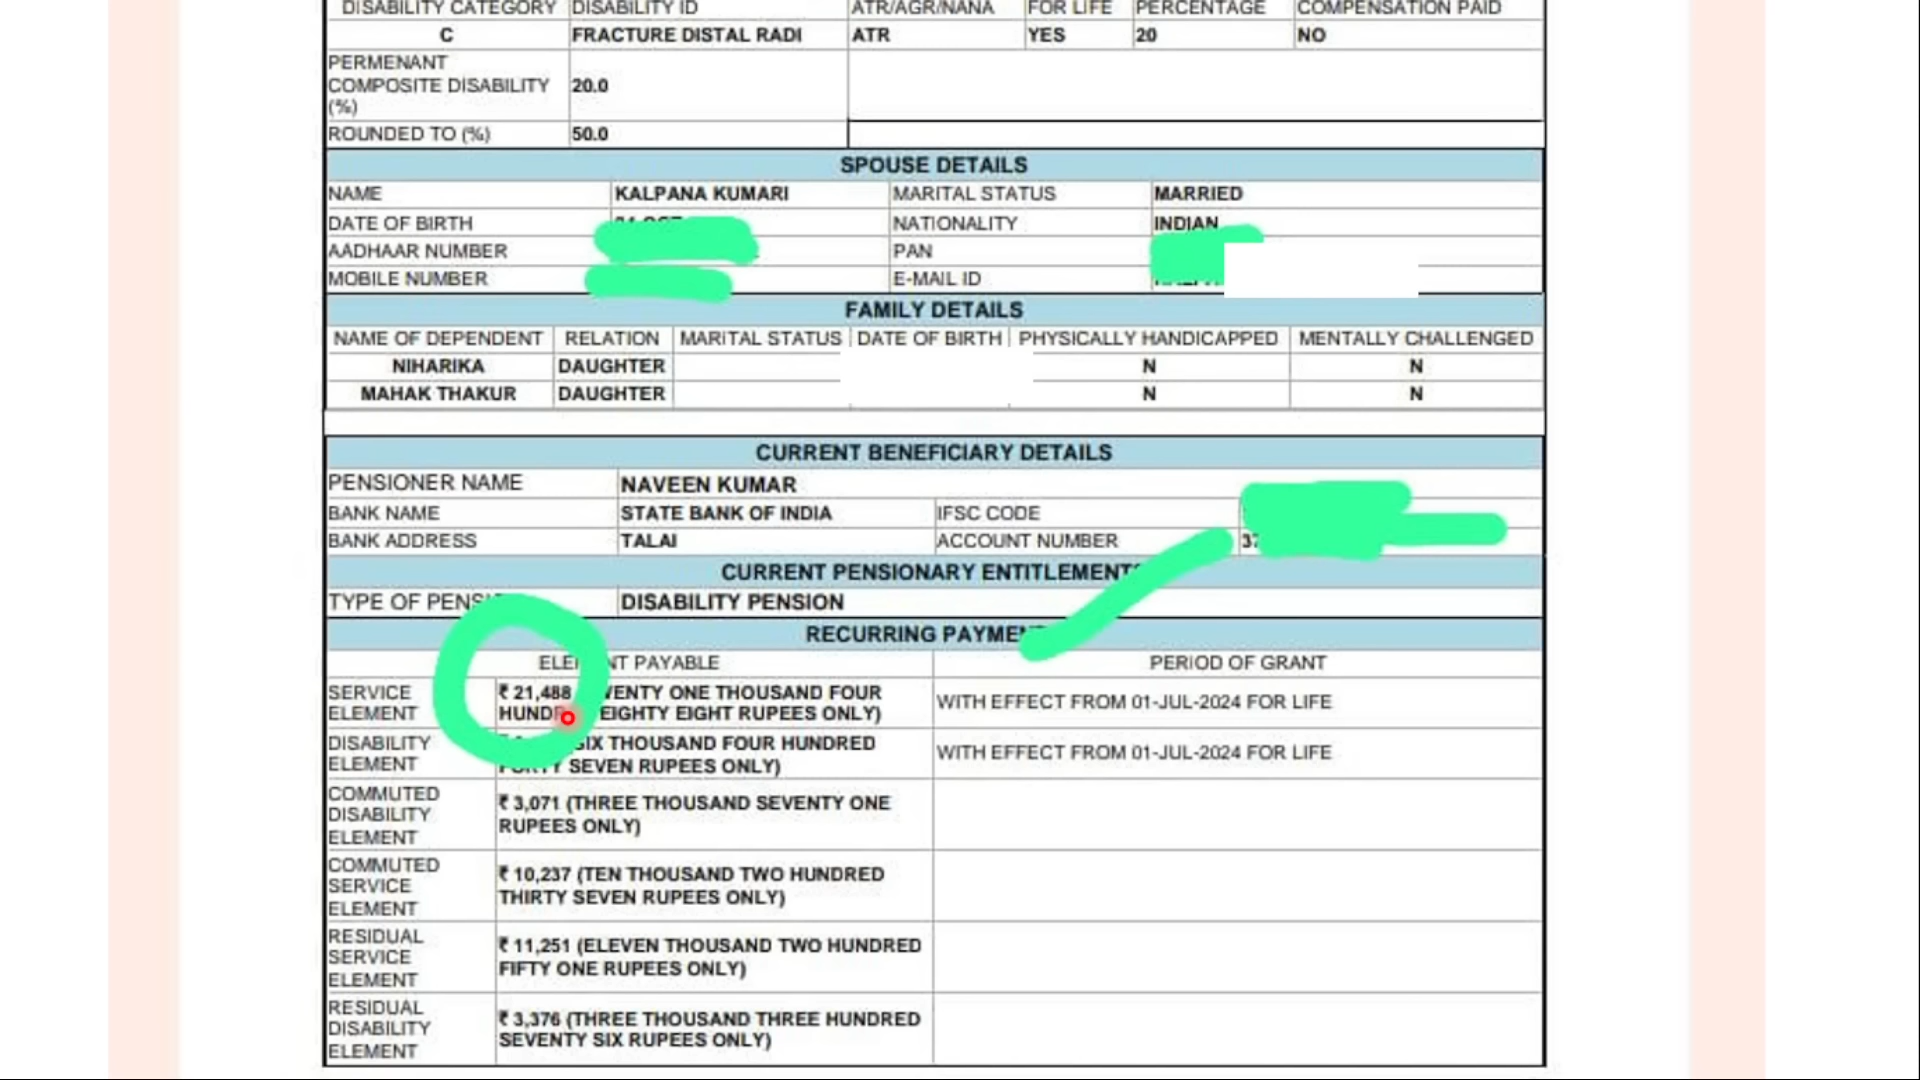 DISABILITY CATEGORY DISABILITY ID ATR/AGR/NANA FOR LIFE PERCENTAGE COMPENSATION PAID
C FRACTURE DISTAL RADI ATR YES 20 NO
PERMENANT
COMPOSITE DISABILITY 20.0
(%)
ROUNDED TO (%) 50.0
SPOUSE DETAILS
NAME KALPANA KUMARI MARITAL STATUS MARRIED
DATE OF BIRTH NATIONALITY INDIAN
AADHAAR NUMBER PAN
MOBILE NUMBER E-MAIL ID
FAMILY DETAILS
NAME OF DEPENDENT RELATION MARITAL STATUS DATE OF BIRTH PHYSICALLY HANDICAPPED MENTALLY CHALLENGED
NIHARIKA DAUGHTER N N
MAHAK THAKUR DAUGHTER N N
CURRENT BENEFICIARY DETAILS
PENSIONER NAME NAVEEN KUMAR
BANK NAME STATE BANK OF INDIA IFSC CODE
BANK ADDRESS TALAI ACCOUNT NUMBER
CURRENT PENSIONARY ENTITLEMENTS
TYPE OF DISABILITY PENSION
RECURRING
PAYABLE PERIOD OF GRANT
SERVICE ELEMENT ₹ 21,488 ONE THOUSAND FOUR
EIGHTY EIGHT RUPEES ONLY) WITH EFFECT FROM 01-JUL-2024 FOR LIFE
DISABILITY ELEMENT SIX THOUSAND FOUR HUNDRED
SEVEN RUPEES ONLY) WITH EFFECT FROM 01-JUL-2024 FOR LIFE
COMMUTED
DISABILITY
ELEMENT
₹ 3,071 (THREE THOUSAND SEVENTY ONE
RUPEES ONLY)
COMMUTED
SERVICE
ELEMENT
₹ 10,237 (TEN THOUSAND TWO HUNDRED
THIRTY SEVEN RUPEES ONLY)
RESIDUAL
SERVICE
ELEMENT
₹ 11,251 (ELEVEN THOUSAND TWO HUNDRED
FIFTY ONE RUPEES ONLY)
RESIDUAL
DISABILITY
ELEMENT
₹ 3,376 (THREE THOUSAND THREE HUNDRED
SEVENTY SIX RUPEES ONLY)